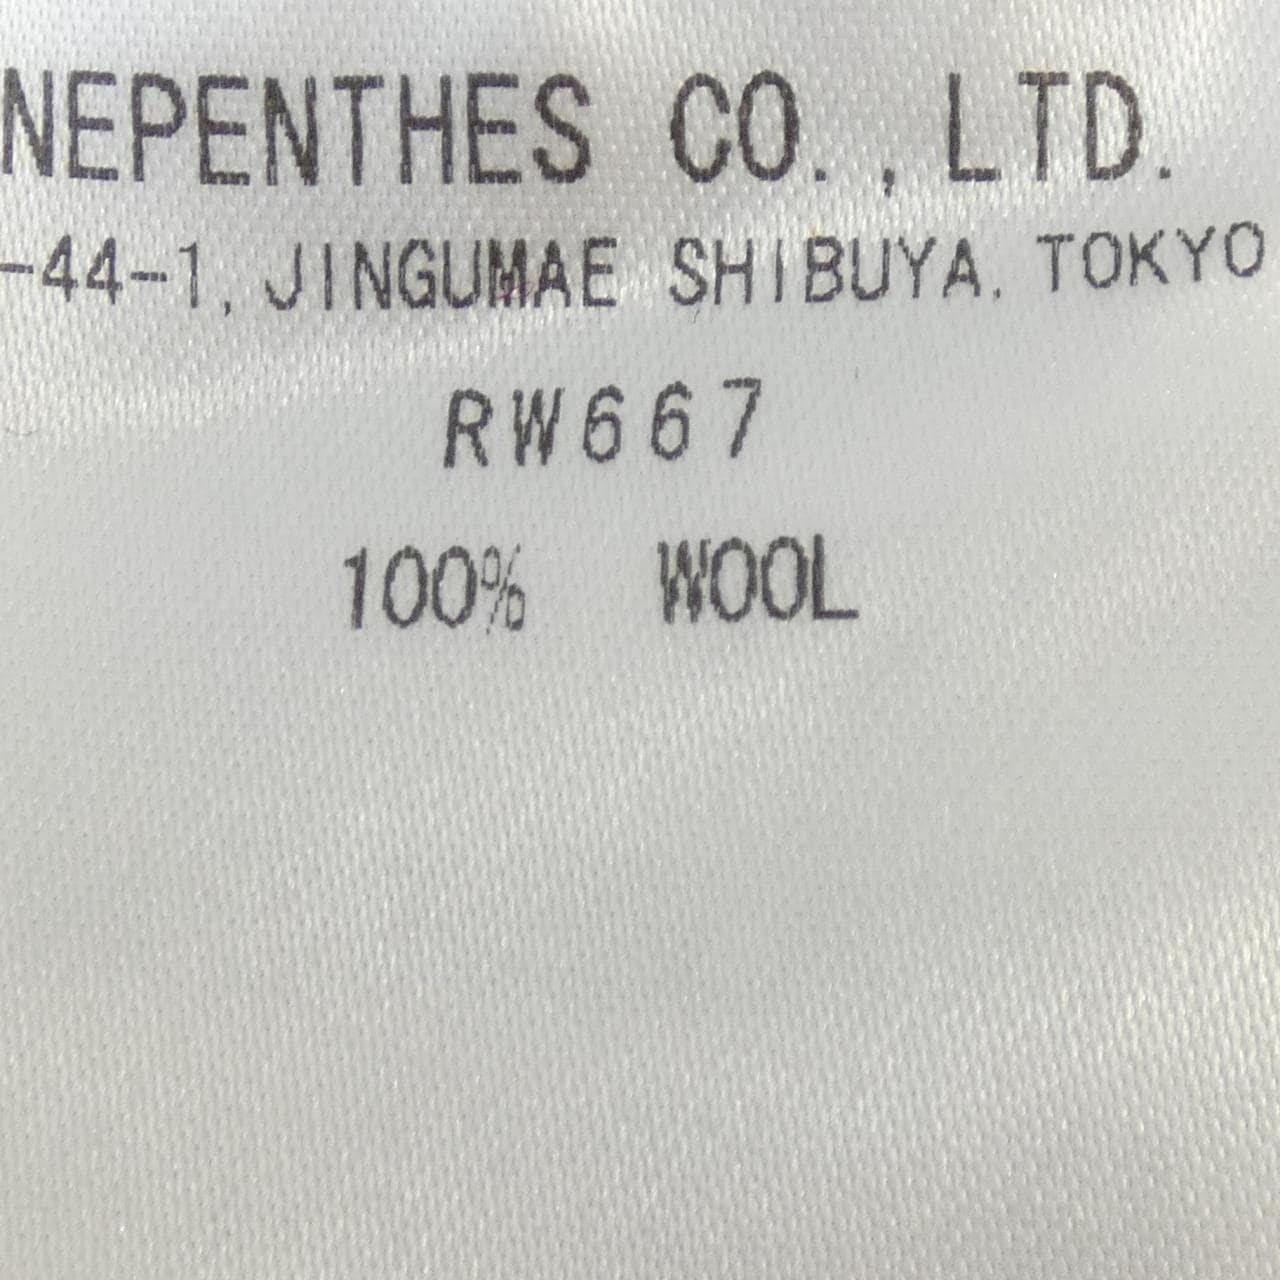 NEPENTHES CO.,LTD.
-44-1, JINGUMAE SHIBUYA. TOKYO
RW667
100% WOOL